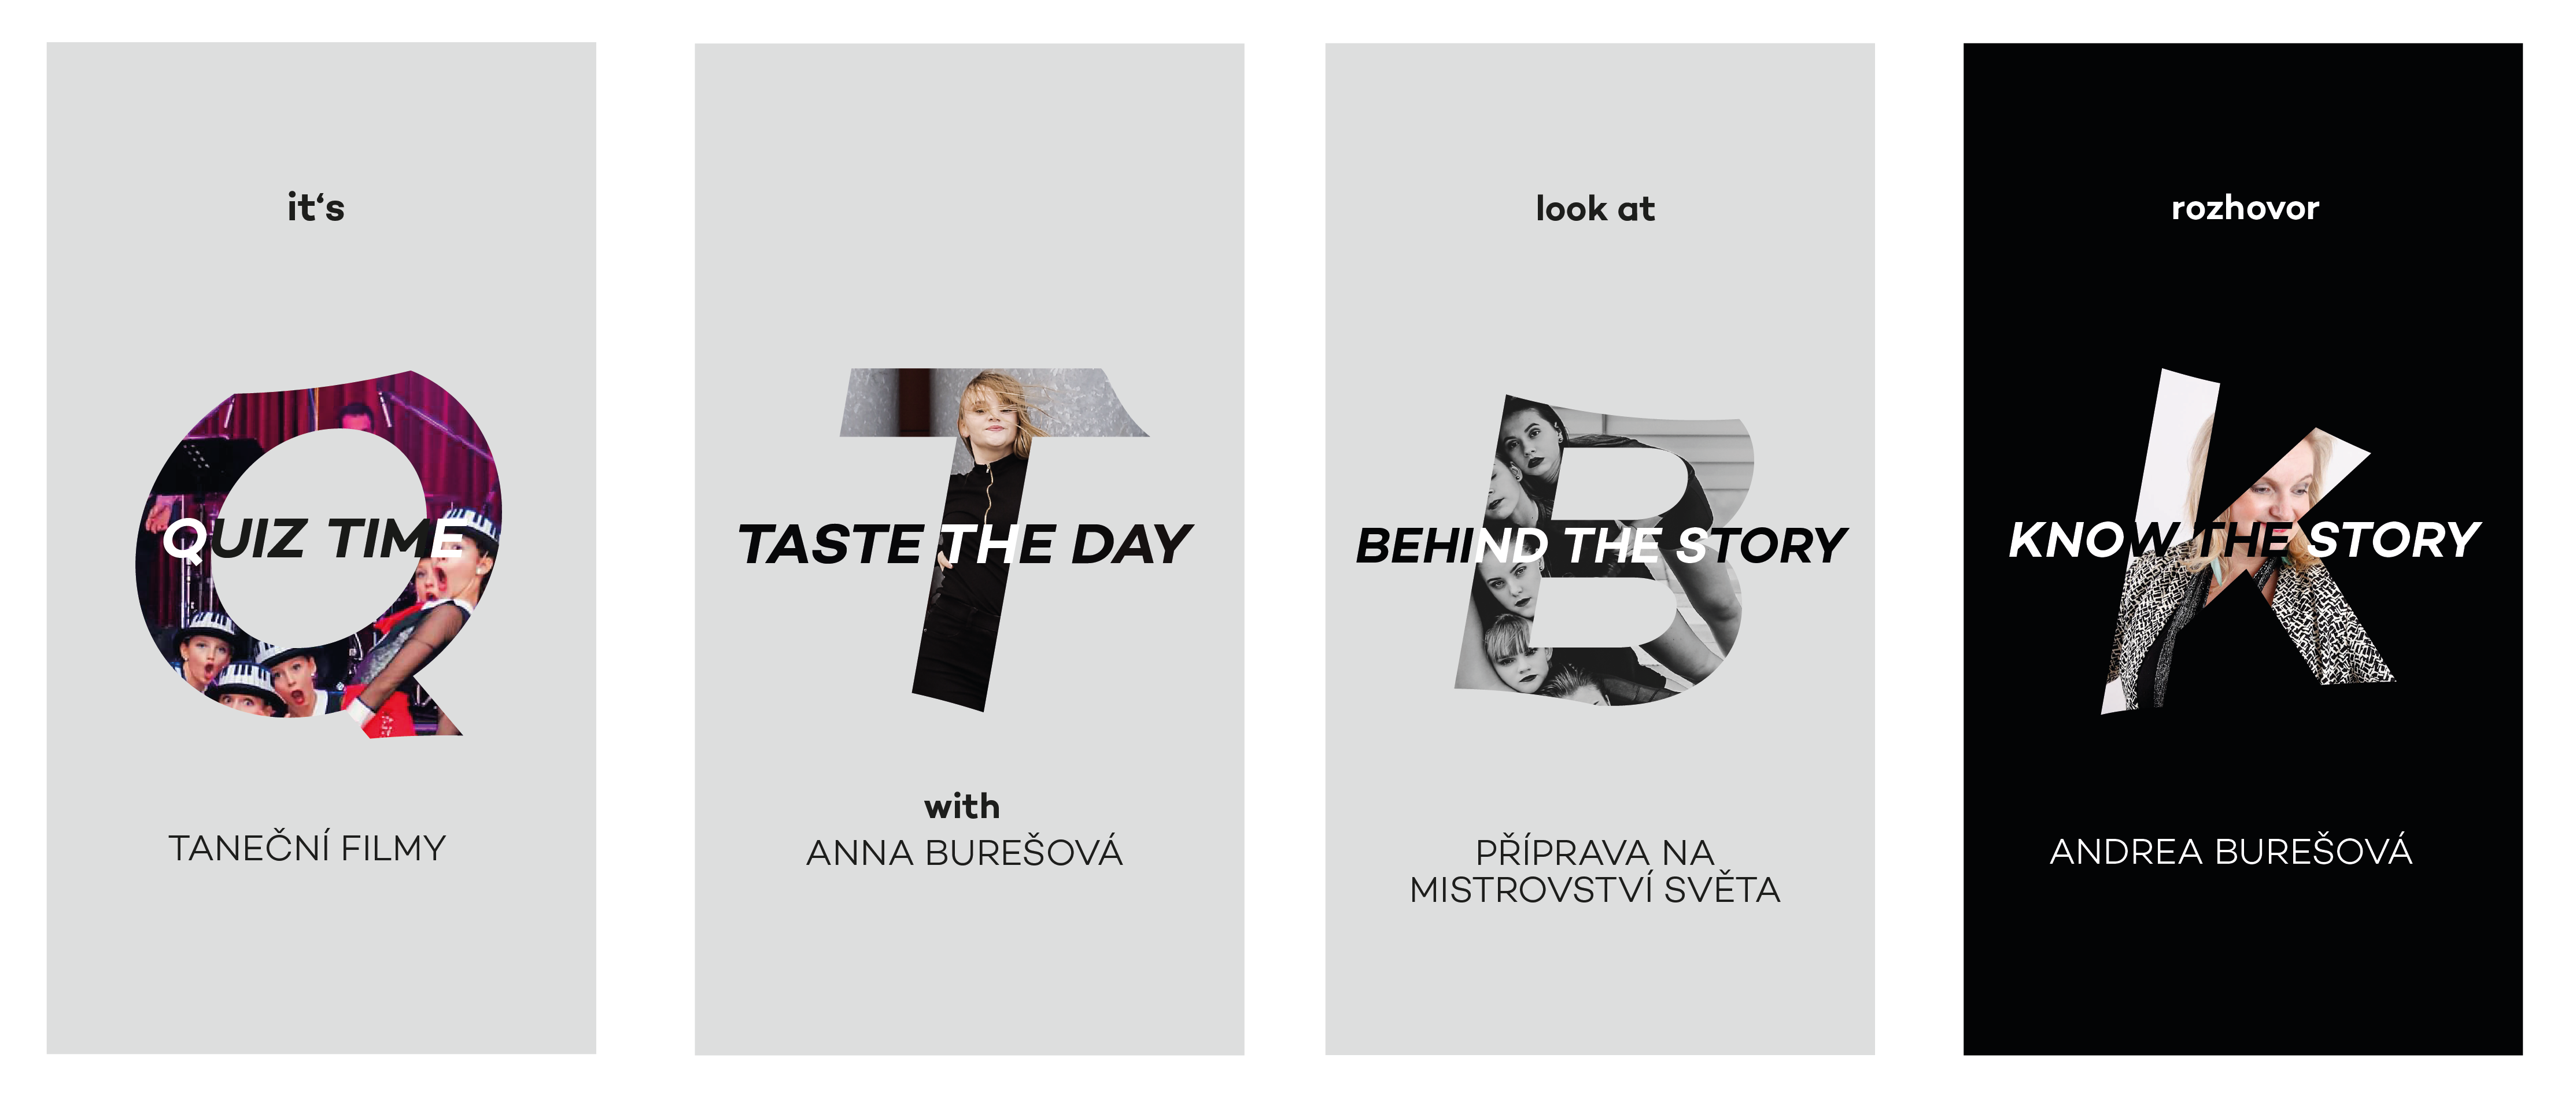 it‘s
QUIZ TIME
TANEČNÍ FILMY
TASTE THE DAY
with
ANNA BUREŠOVÁ
look at
BEHIND THE STORY
PŘÍPRAVA NA
MISTROVSTVÍ SVĚTA
rozhovor
KNOW THE STORY
ANDREA BUREŠOVÁ